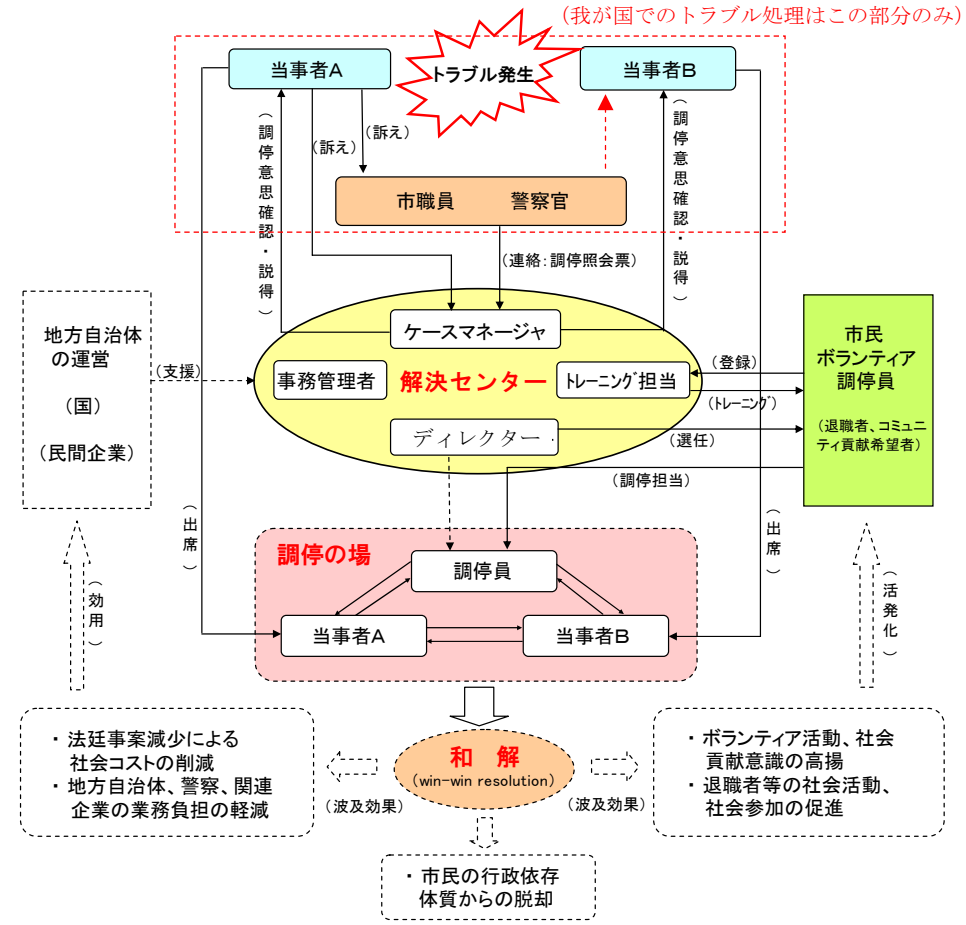 (我が国でのトラブル処理はこの部分のみ)
当事者A
トラブル発生
当事者B
(訴え)
(訴え)
(調停意思確認・説得)
(調停意思確認・説得)
市職員　警察官
(連絡：調停照会票)
地方自治体
の運営
(国)
(民間企業)
(支援)
ケースマネージャ
事務管理者
解決センター
トレーニング担当
ディレクター
(登録)
(トレーニング)
(選任)
(調停担当)
市民
ボランティア
調停員
(退職者、コミュニ
ティ貢献希望者)
(出席)
(出席)
調停の場
調停員
当事者A
当事者B
(効用)
(活発化)
・法廷事案減少による
社会コストの削減
・地方自治体、警察、関連
企業の業務負担の軽減
和　解
(win-win resolution)
(波及効果)
(波及効果)
・ボランティア活動、社会
貢献意識の高揚
・退職者等の社会活動、
社会参加の促進
・市民の行政依存
体質からの脱却